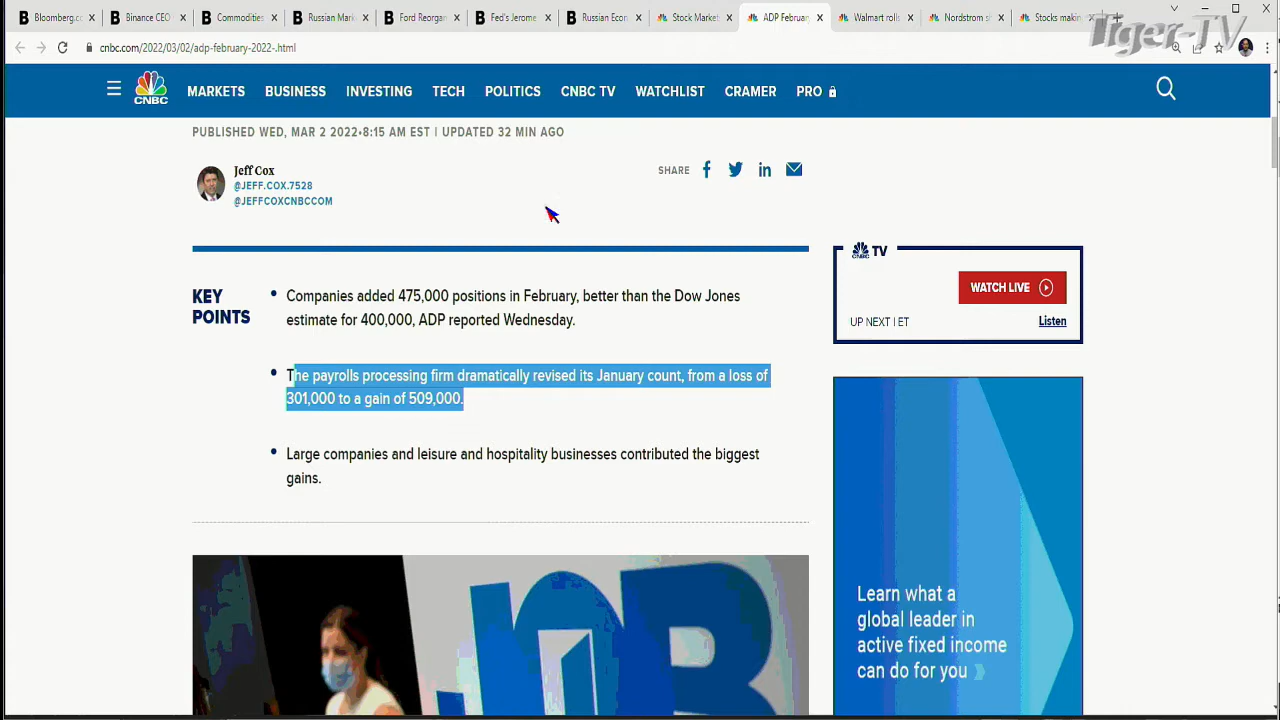 Bloomberg.co
Binance CEO
Commodities
Russian Mar
Ford Reorgan
Fed's Jerome
Russian Econ
Stock Market
ADP Februar
Walmart rolls
Nordstrom s
Stocks makin
Tiger-TV
cnbc.com/2022/03/02/adp-february-2022-.html
CNBC
MARKETS
BUSINESS
INVESTING
TECH
POLITICS
CNBC TV
WATCHLIST
CRAMER
PRO
PUBLISHED WED, MAR 2 2022•8:15 AM EST | UPDATED 32 MIN AGO
Jeff Cox
@JEFF.COX.7528
@JEFFCOXCNBCCOM
SHARE
KEY
POINTS
Companies added 475,000 positions in February, better than the Dow Jones
estimate for 400,000, ADP reported Wednesday.
The payrolls processing firm dramatically revised its January count, from a loss of
301,000 to a gain of 509,000.
Large companies and leisure and hospitality businesses contributed the biggest
gains.
CNBC TV
WATCH LIVE
UP NEXT | ET
Listen
JOB
Learn what a
global leader in
active fixed income
can do for you